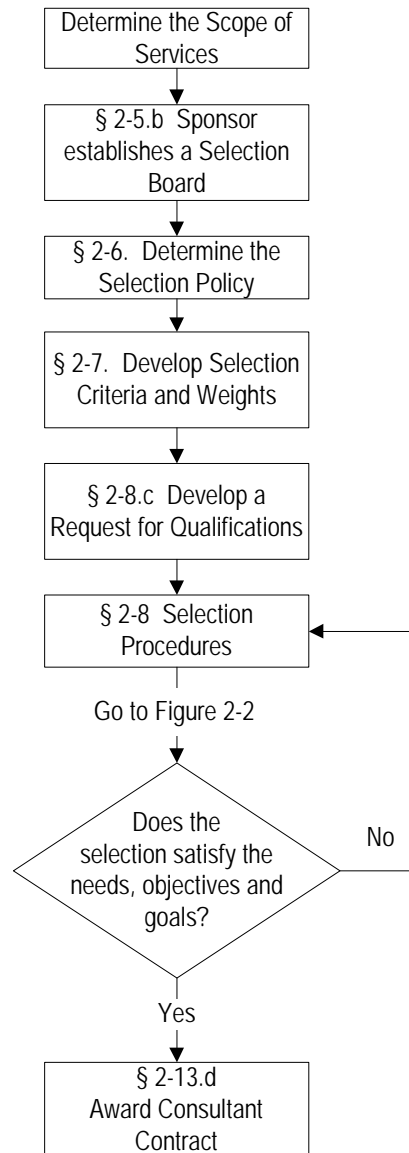 Determine the Scope of
Services
§ 2-5.b Sponsor
establishes a Selection
Board
§ 2-6. Determine the
Selection Policy
§ 2-7. Develop Selection
Criteria and Weights
§ 2-8.c Develop a
Request for Qualifications
§ 2-8 Selection
Procedures
Go to Figure 2-2
Does the
selection satisfy the
needs, objectives and
goals?
No
Yes
§ 2-13.d
Award Consultant
Contract